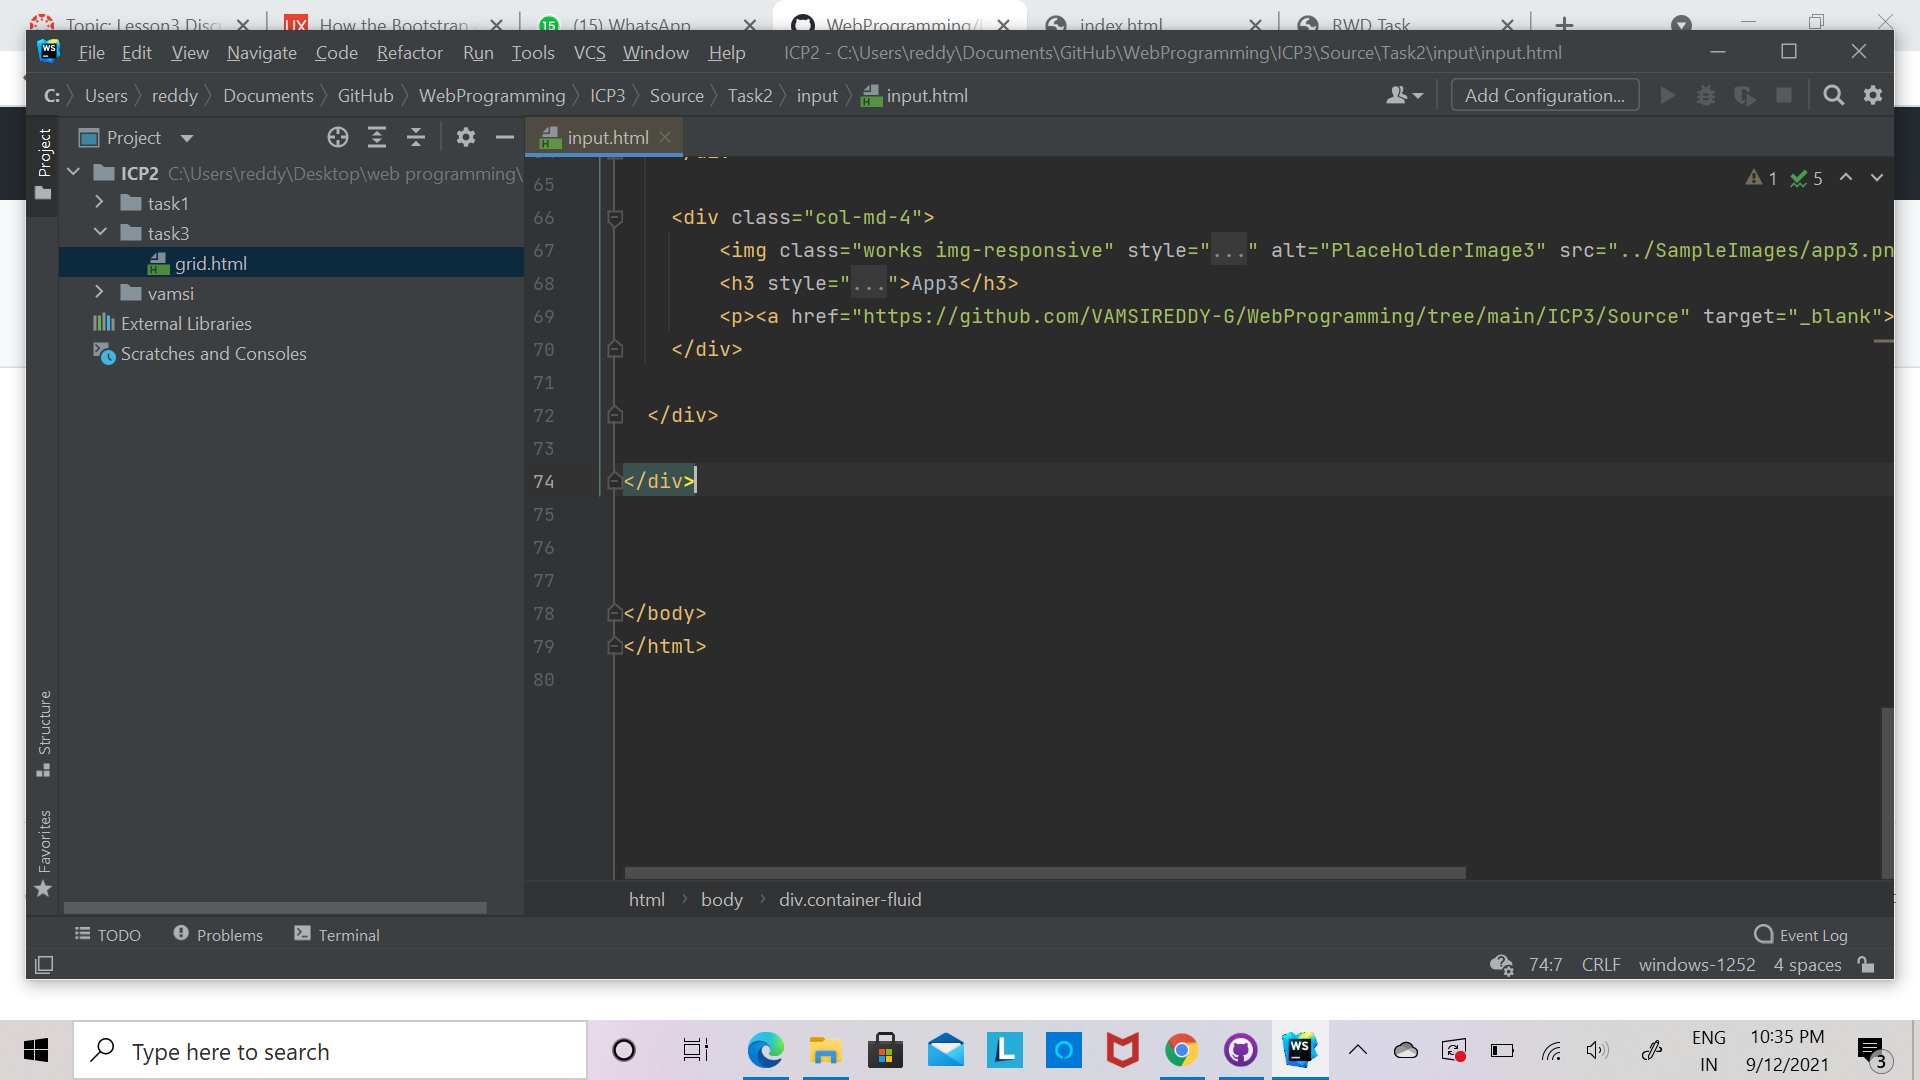 Topic: Lesson3 Disc
UX How the Bootstrap
15 (15) WhatsApp
WebProgramming/
index.html
RWD Task
WS File Edit View Navigate Code Refactor Run Tools VCS Window Help ICP2 - C:\Users\reddy\Documents\GitHub\WebProgramming\ICP3\Source\Task2\input\input.html
C: Users reddy Documents GitHub WebProgramming ICP3 Source Task2 input input.html
Add Configuration...
Project
Project
input.html
ICP2 C:\Users\reddy\Desktop\web programming\
task1
task3
grid.html
vamsi
External Libraries
Scratches and Consoles
Structure
Favorites
1 5
65
66 <div class="col-md-4">
67 <img class="works img-responsive" style="..." alt="PlaceHolderImage3" src="../SampleImages/app3.pn
68 <h3 style="...">App3</h3>
69 <p><a href="https://github.com/VAMSIREDDY-G/WebProgramming/tree/main/ICP3/Source" target="_blank">
70 </div>
71
72 </div>
73
74 </div>
75
76
77
78 </body>
79 </html>
80
html body div.container-fluid
TODO Problems Terminal
Event Log
74:7 CRLF windows-1252 4 spaces
Type here to search
L
WS
ENG
IN
10:35 PM
9/12/2021
3